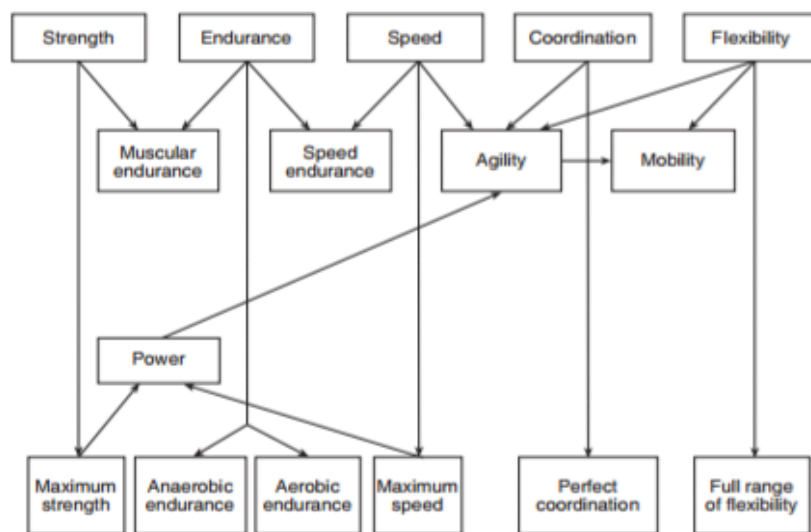 Strength
Endurance
Speed
Coordination
Flexibility
Muscular
endurance
Speed
endurance
Agility
Mobility
Power
Maximum
strength
Anaerobic
endurance
Aerobic
endurance
Maximum
speed
Perfect
coordination
Full range
of flexibility